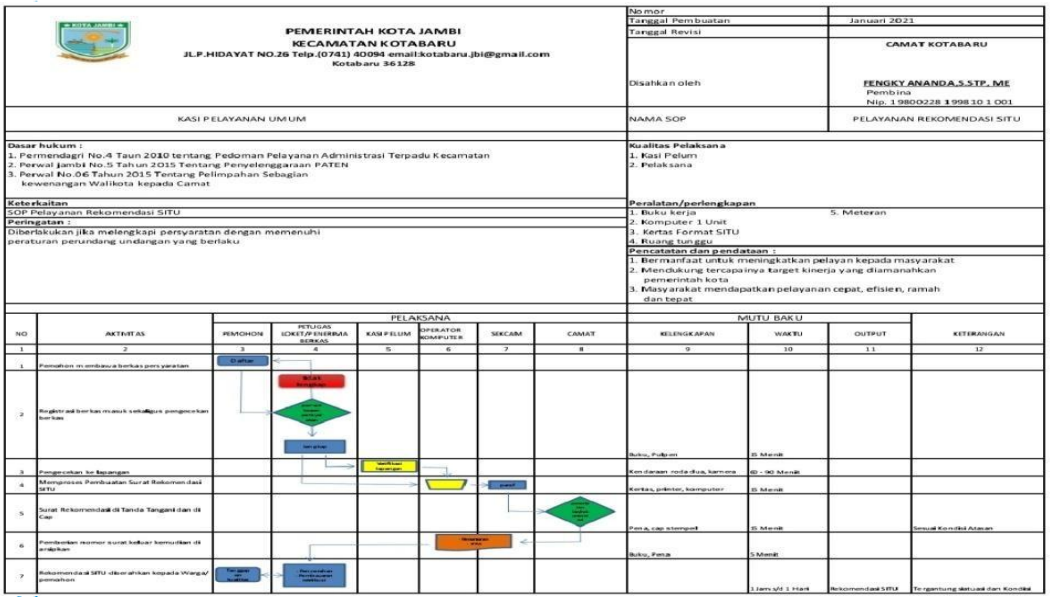 KOTA JAMBI
PEMERINTAH KOTA JAMBI
KECAMATAN KOTABARU
JL.P.HIDAYAT NO.26 Telp.(0741) 40094 email:kotabaru.jbi@gmail.com
Kotabaru 36128
Nomor
Tanggal Pembuatan Januari 2021
Tanggal Revisi
CAMAT KOTABARU
Disahkan oleh FENGKY ANANDA,S.STP, ME
Pembina
Nip. 19800228 199810 1 001
KASI PELAYANAN UMUM
NAMA SOP PELAYANAN REKOMENDASI SITU
Dasar hukum :
1. Permendagri No.4 Taun 2010 tentang Pedoman Pelayanan Administrasi Terpadu Kecamatan
2. Perwal Jambi No.5 Tahun 2015 Tentang Penyelenggaraan PATEN
3. Perwal No.06 Tahun 2015 Tentang Pelimpahan Sebagian
kewenangan Walikota kepada Camat
Kualitas Pelaksana
1. Kasi Pelum
2. Pelaksana
Keterkaitan
SOP Pelayanan Rekomendasi SITU
Peringatan :
Diberlakukan jika melengkapi persyaratan dengan memenuhi
peraturan perundang undangan yang berlaku
Peralatan/perlengkapan
1. Buku kerja 5. Meteran
2. Komputer 1 Unit
3. Kertas Format SITU
4. Ruang tunggu
Pencatatan dan pendataan :
1. Bermanfaat untuk meningkatkan pelayan kepada masyarakat
2. Mendukung tercapainya target kinerja yang diamanahkan
pemerintah kota
3. Masyarakat mendapatkan pelayanan cepat, efisien, ramah
dan tepat
PELAKSANA MUTU BAKU
NO AKTIVITAS PEMOHON PETUGAS LOKET/PENERIMA BERKAS KASI PELUM OPERATOR KOMPUTER SEKCAM CAMAT KELENGKAPAN WAKTU OUTPUT KETERANGAN
1 2 3 4 5 6 7 8 9 10 11 12
1 Pemohon membawa berkas persyaratan Daftar
2 Registrasi berkas masuk sekaligus pengecekan berkas
lengkap
Buku, Pulpen 15 Menit
3 Pengecekan ke lapangan Verifikasi lapangan Kendaraan roda dua, kamera 60 - 90 Menit
4 Memproses Pembuatan Surat Rekomendasi SITU paraf Kertas, printer, komputer 15 Menit
5 Surat Rekomendasi di Tanda Tangani dan di Cap
Pena, cap stempel 15 Menit Sesuai Kondisi Atasan
6 Pemberian nomor surat keluar kemudian di arsipkan
Buku, Pena 5 Menit
7 Rekomendasi SITU diserahkan kepada Warga/ pemohon
1 Jam s/d 1 Hari Rekomendasi SITU Tergantung situasi dan Kondisi